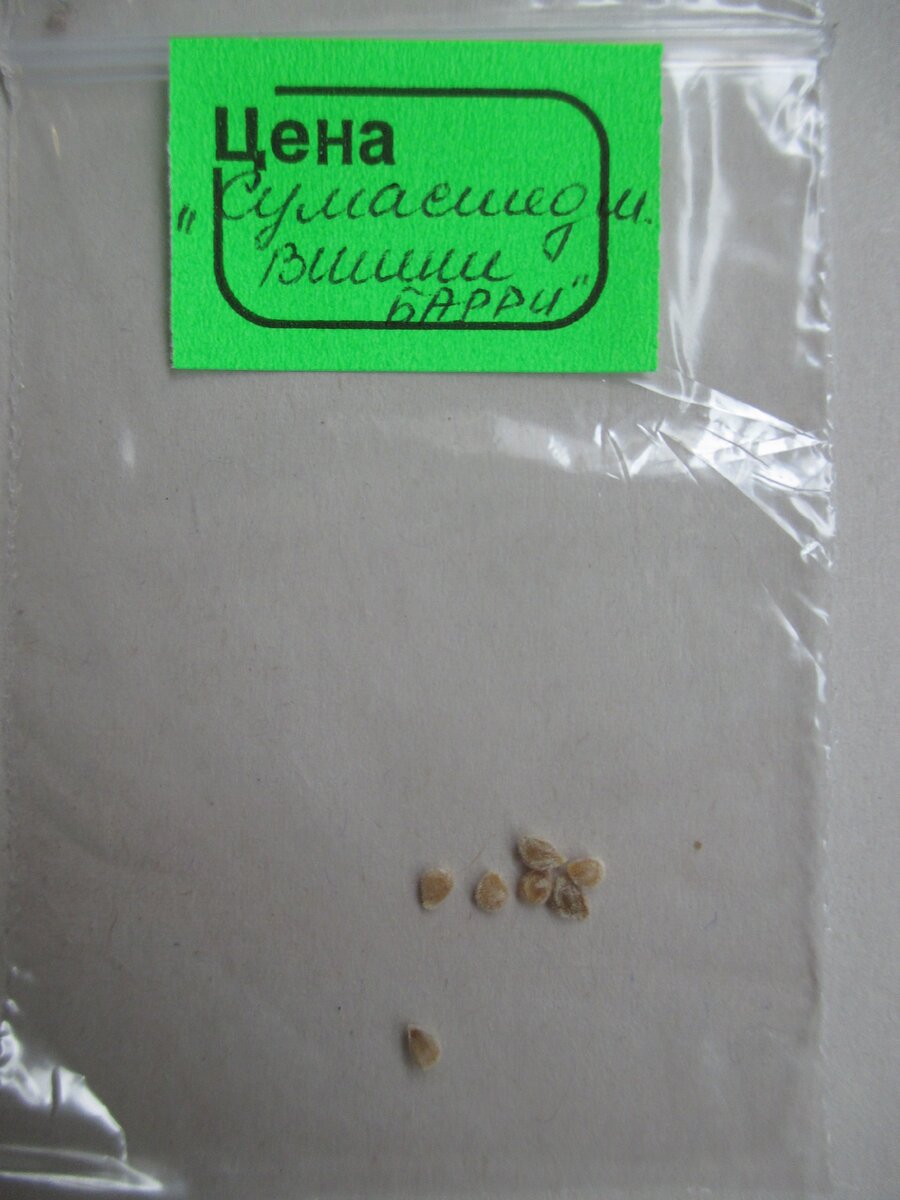 Цена
"Сумасшедш.
Вишни
БАРРИ"